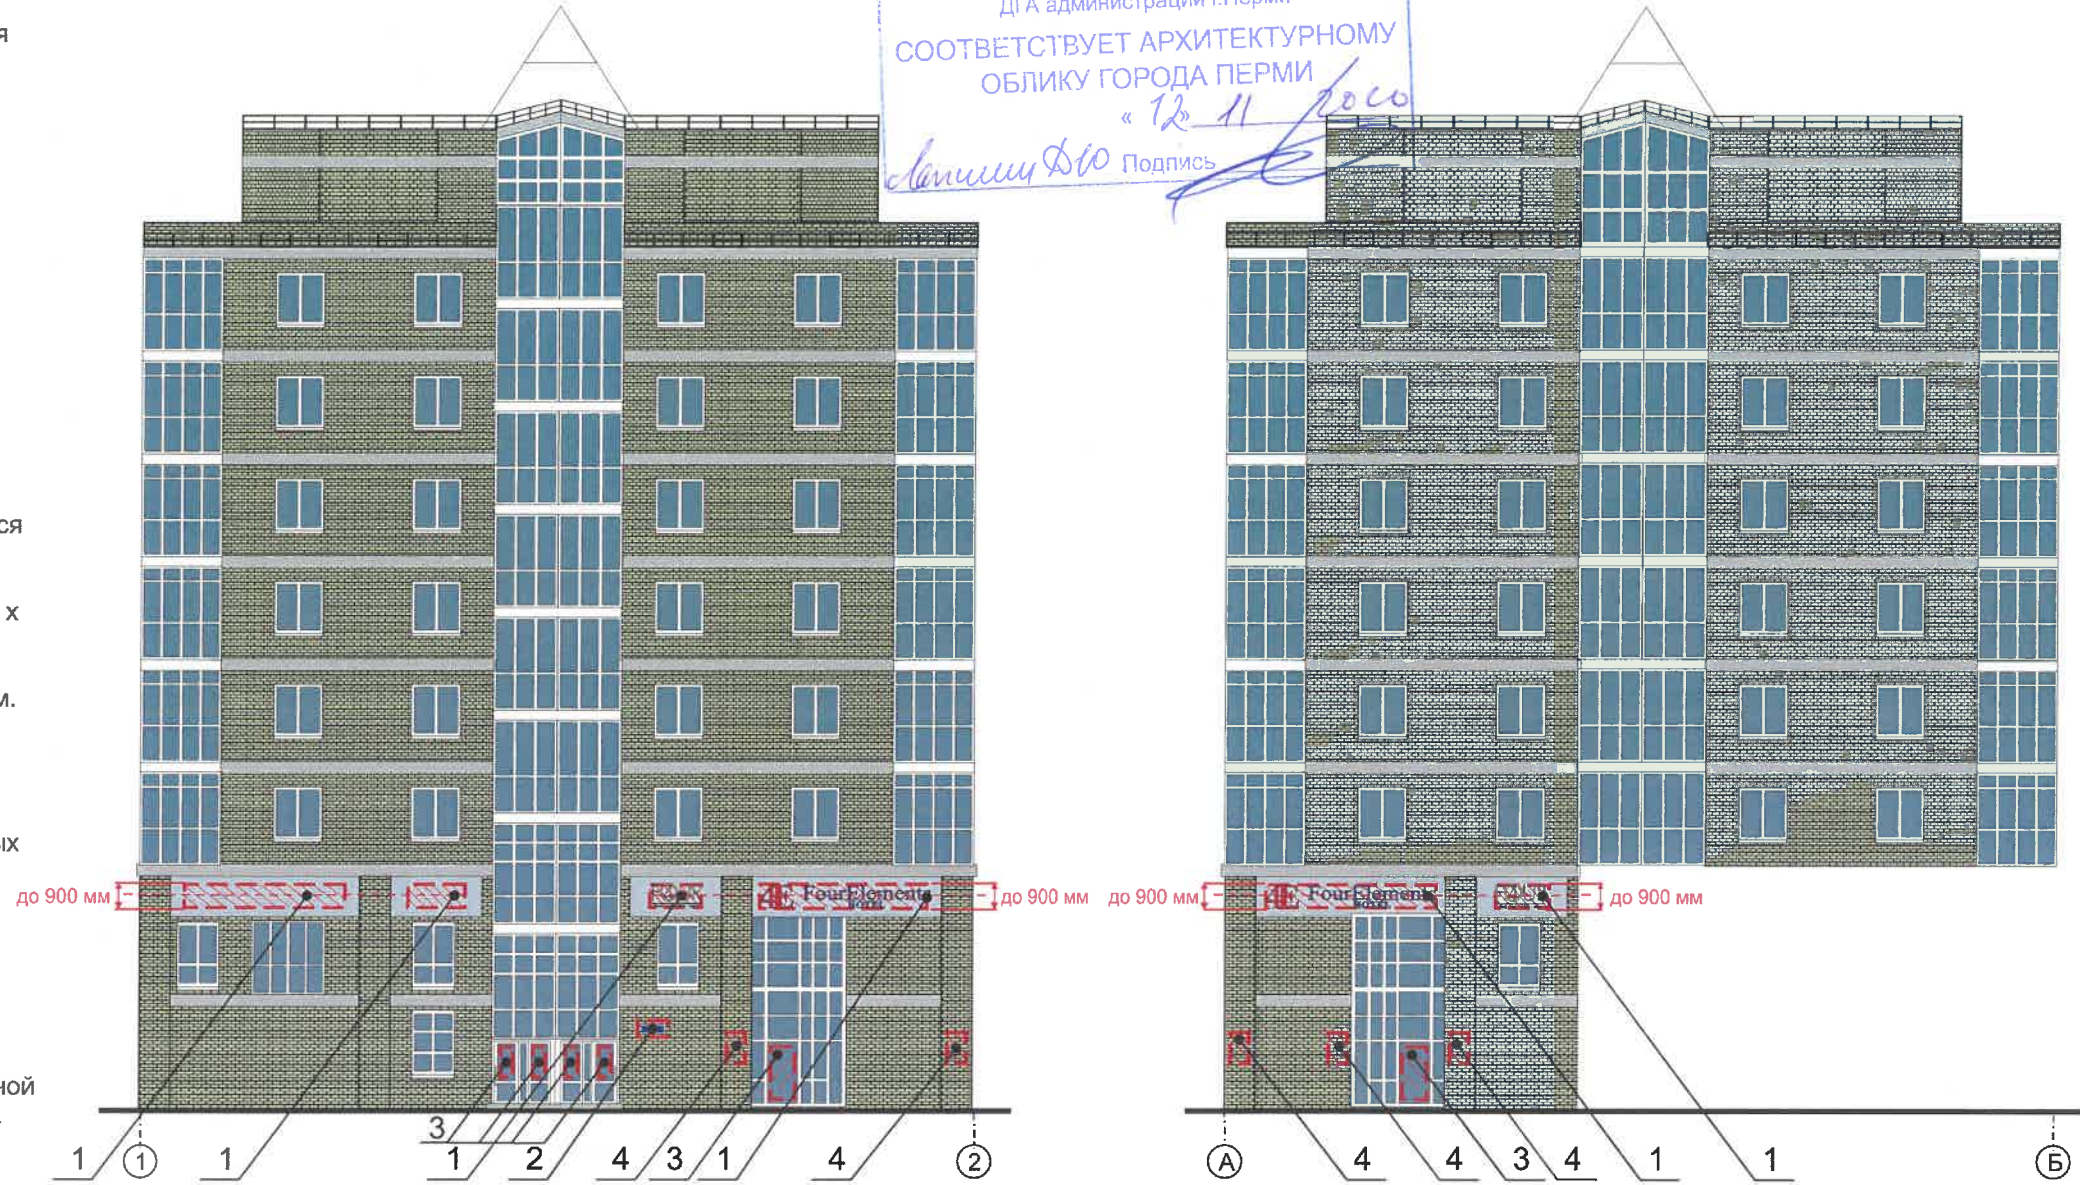 я
ся
х
м.
ых
ной
ДГА администрации г.Перми
СООТВЕТСТВУЕТ АРХИТЕКТУРНОМУ
ОБЛИКУ ГОРОДА ПЕРМИ
« 12 » 11
Подпись
до 900 мм
FourElements
до 900 мм
до 900 мм
FourElements
до 900 мм
3
1 1 1 2 4 3 1 4
4 4 3 4 1 1
1 2 А Б